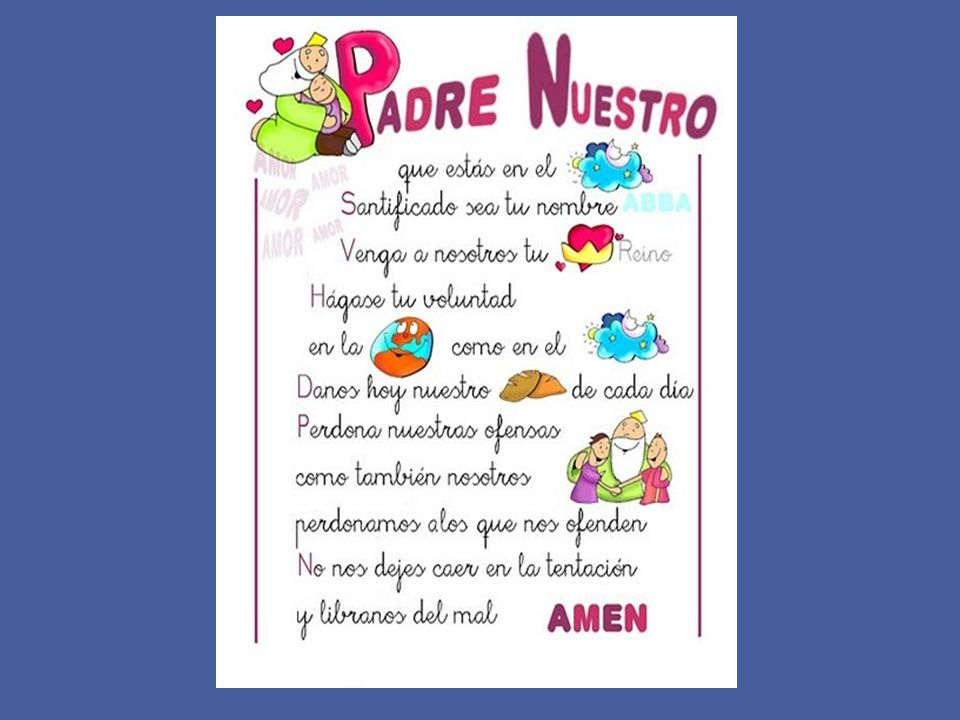 PADRE NUESTRO
que estás en el
AMOR AMOR
Santificado sea tu nombre ABBA
AMOR
AMOR AMOR
Venga a nosotros tu Reino
Hágase tu voluntad
en la como en el
Danos hoy nuestro de cada día
Perdona nuestras ofensas
como también nosotros
perdonamos alos que nos ofenden
No nos dejes caer en la tentación
y libranos del mal AMEN